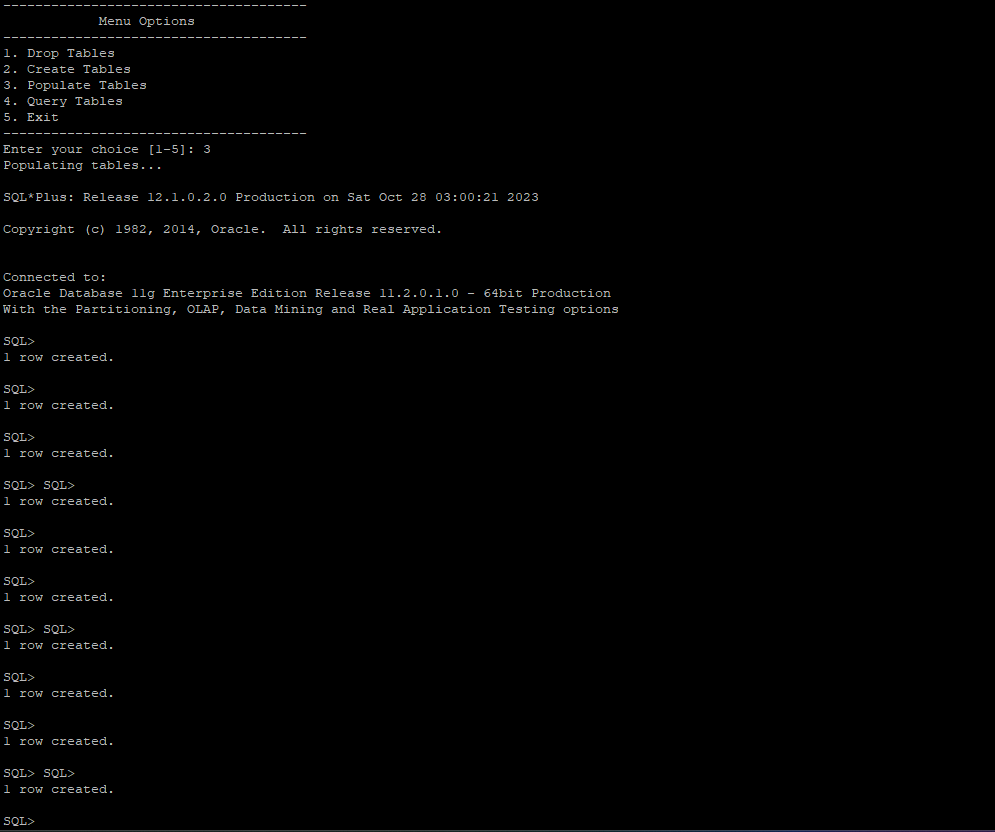 --------------------------------------
Menu Options
--------------------------------------
1. Drop Tables
2. Create Tables
3. Populate Tables
4. Query Tables
5. Exit
--------------------------------------
Enter your choice [1-5]: 3
Populating tables...
SQL*Plus: Release 12.1.0.2.0 Production on Sat Oct 28 03:00:21 2023
Copyright (c) 1982, 2014, Oracle.  All rights reserved.
Connected to:
Oracle Database 11g Enterprise Edition Release 11.2.0.1.0 - 64bit Production
With the Partitioning, OLAP, Data Mining and Real Application Testing options
SQL>
1 row created.
SQL>
1 row created.
SQL>
1 row created.
SQL> SQL>
1 row created.
SQL>
1 row created.
SQL>
1 row created.
SQL> SQL>
1 row created.
SQL>
1 row created.
SQL>
1 row created.
SQL> SQL>
1 row created.
SQL>